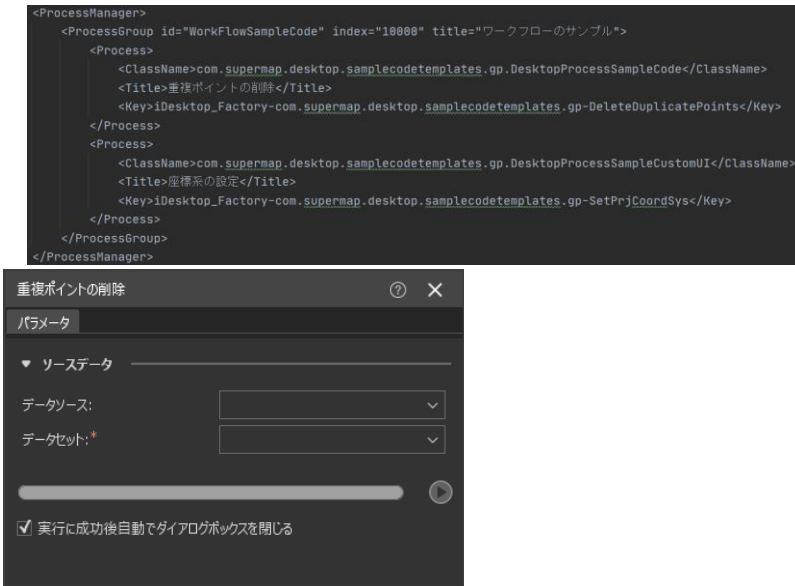 <ProcessManager>
<ProcessGroup id="WorkFlowSampleCode" index="10000" title="ワークフローのサンプル">
<Process>
<ClassName>com.supermap.desktop.samplecodetemplates.gp.DesktopProcessSampleCode</ClassName>
<Title>重複ポイントの削除</Title>
<Key>iDesktop_Factory-com.supermap.desktop.samplecodetemplates.gp-DeleteDuplicatePoints</Key>
</Process>
<Process>
<ClassName>com.supermap.desktop.samplecodetemplates.gp.DesktopProcessSampleCustomUI</ClassName>
<Title>座標系の設定</Title>
<Key>iDesktop_Factory-com.supermap.desktop.samplecodetemplates.gp-SetPrjCoordSys</Key>
</Process>
</ProcessGroup>
</ProcessManager>
重複ポイントの削除
パラメータ
ソースデータ
データソース:
データセット:*
実行に成功後自動でダイアログボックスを閉じる